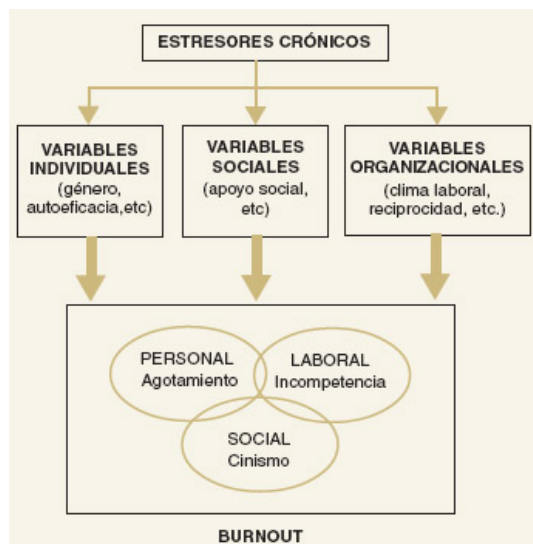 ESTRESORES CRÓNICOS
VARIABLES
INDIVIDUALES
(género,
autoeficacia,etc)
VARIABLES
SOCIALES
(apoyo social,
etc)
VARIABLES
ORGANIZACIONALES
(clima laboral,
reciprocidad, etc.)
PERSONAL
Agotamiento
LABORAL
Incompetencia
SOCIAL
Cinismo
BURNOUT